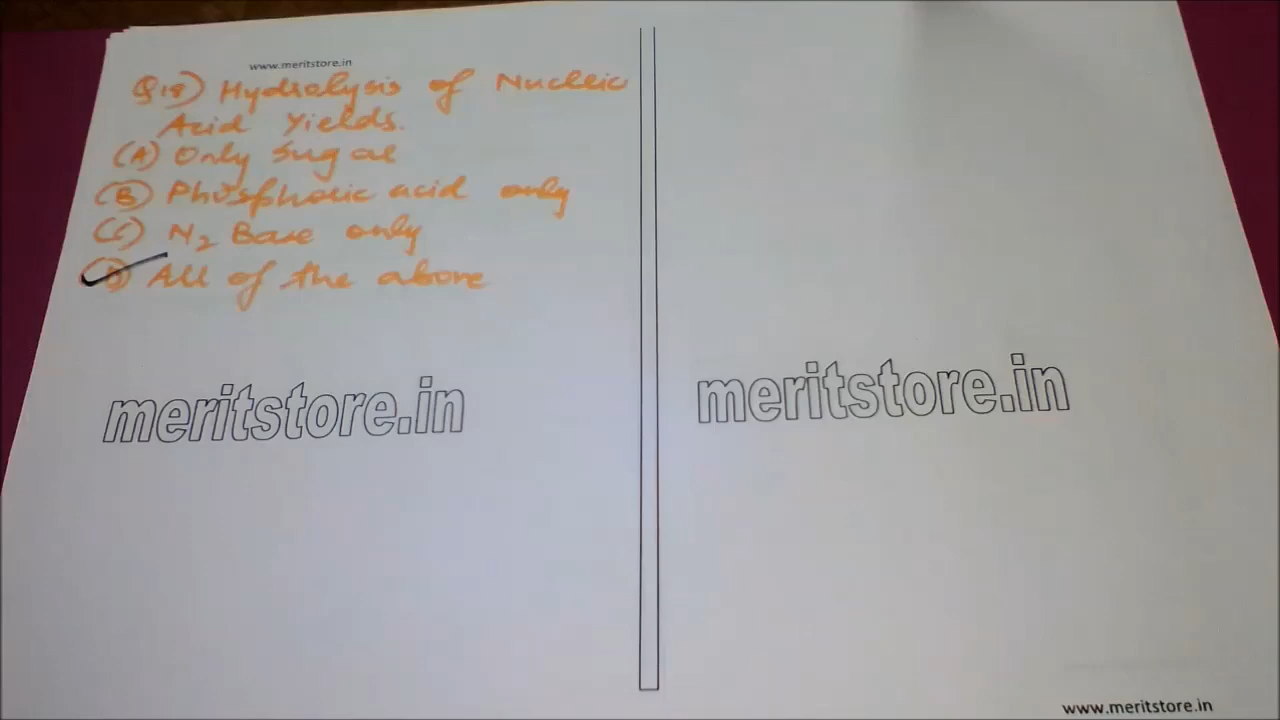 www.meritstore.in
Q18) Hydrolysis of Nucleic
Acid Yields.
(A) Only Sugar
(B) Phosphoric acid only
(C) N2 Base only
(D) All of the above
meritstore.in
meritstore.in
www.meritstore.in